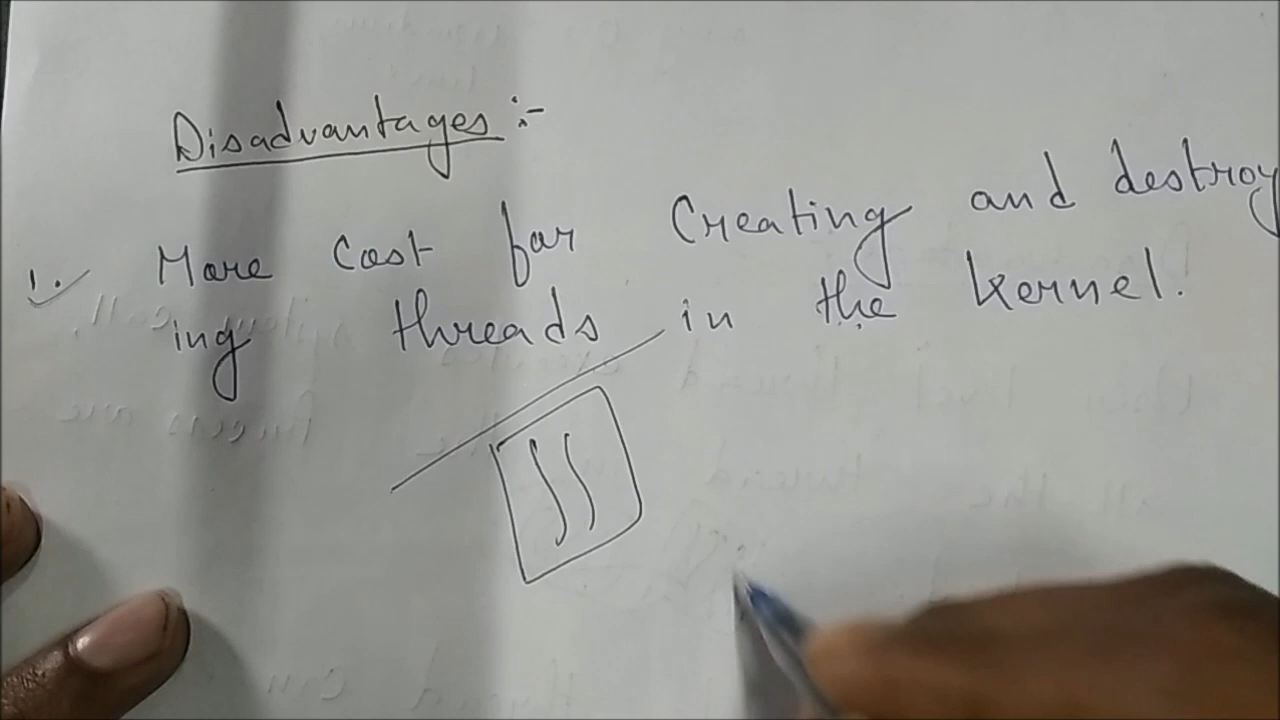 Disadvantages :-
1. More Cost for Creating and destroy
ing threads in the kernel.